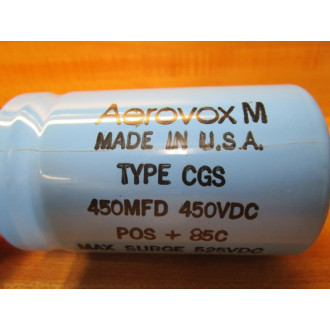 Aerovox M
MADE IN U.S.A.
TYPE CGS
450MFD 450VDC
POS + 85C
MAX SURGE 525VDC